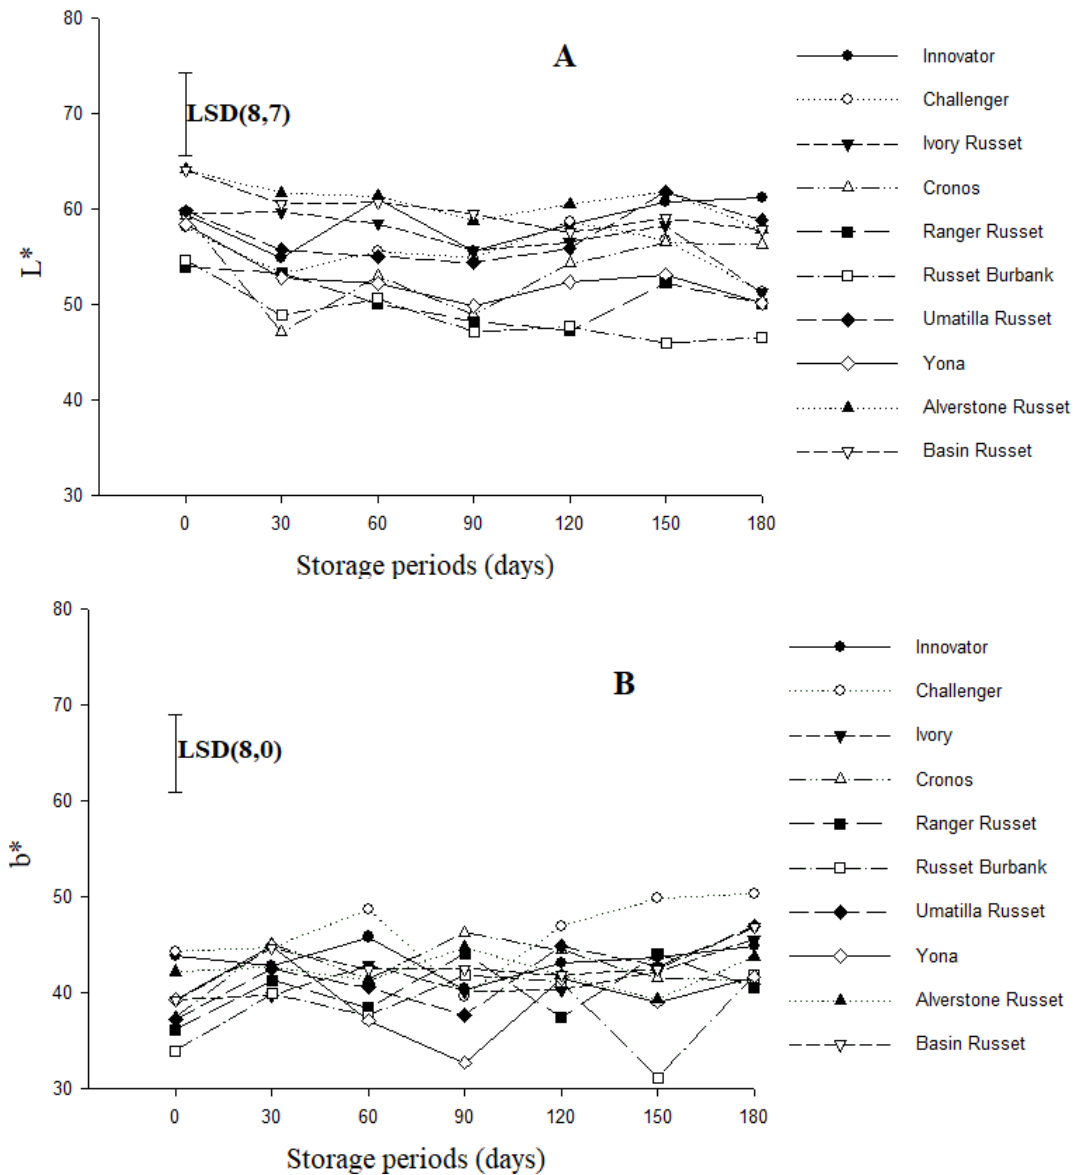 80
A
Innovator
Challenger
70
LSD(8,7)
Ivory Russet
Cronos
60
Ranger Russet
L*
Russet Burbank
50
Umatilla Russet
Yona
40
Alverstone Russet
Basin Russet
30
0 30 60 90 120 150 180
Storage periods (days)
80
Innovator
B
Challenger
70
LSD(8,0)
Ivory
Cronos
60
Ranger Russet
b*
Russet Burbank
50
Umatilla Russet
Yona
40
Alverstone Russet
Basin Russet
30
0 30 60 90 120 150 180
Storage periods (days)